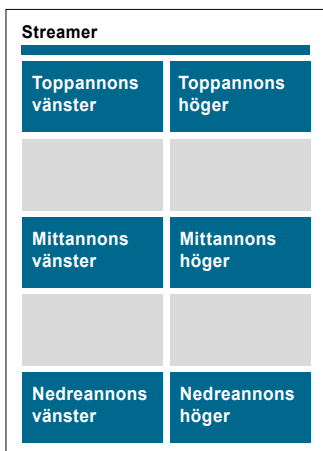 Streamer
Toppannons
vänster
Toppannons
höger
Mittannons
vänster
Mittannons
höger
Nedreannons
vänster
Nedreannons
höger